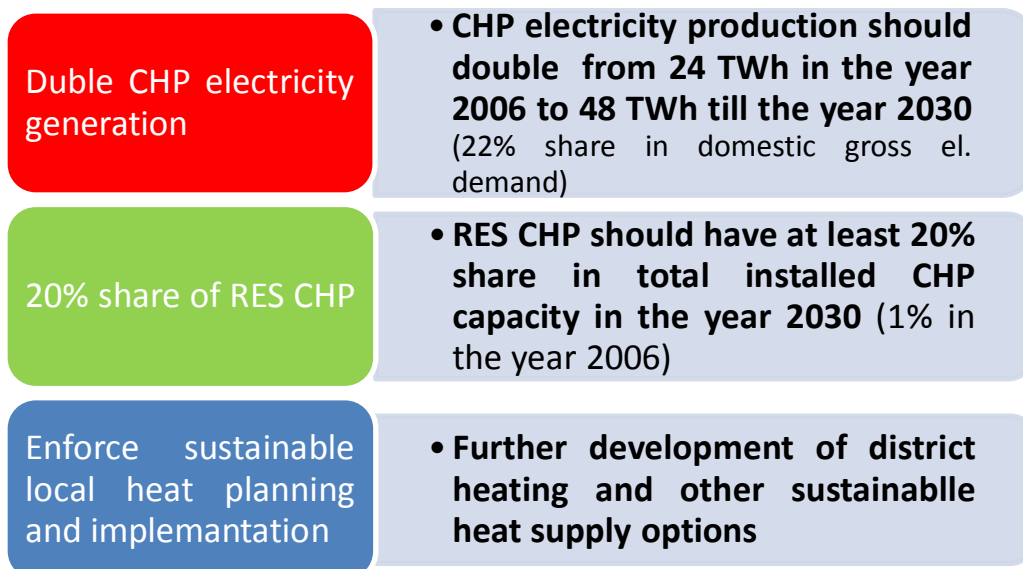 Duble CHP electricity
generation
• CHP electricity production should
double from 24 TWh in the year
2006 to 48 TWh till the year 2030
(22% share in domestic gross el.
demand)
20% share of RES CHP
• RES CHP should have at least 20%
share in total installed CHP
capacity in the year 2030 (1% in
the year 2006)
Enforce sustainable
local heat planning
and implemantation
• Further development of district
heating and other sustainablle
heat supply options